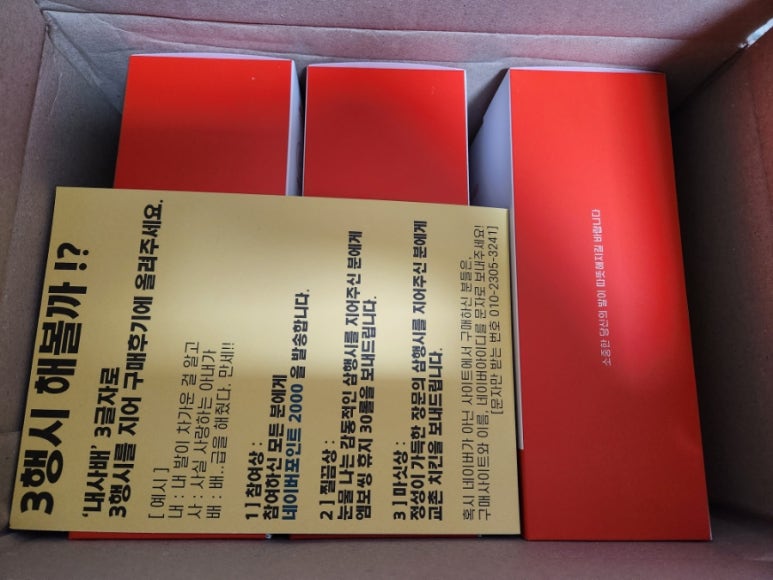 3행시 해볼까 !?
‘내사배’ 3글자로
3행시를 지어 구매후기에 올려주세요.
[ 예시 ]
내 : 내 발이 차가운 걸 알고
사 : 사실 사랑하는 아내가
배 : 배..급을 해줬다. 만세!!
1 ] 참여상 :
참여하신 모든 분에게
네이버포인트 2000 을 발송합니다.
2 ] 찔끔상 :
눈물 나는 감동적인 삼행시를 지어주신 분에게
엠보씽 휴지 30롤을 보내드립니다.
3 ] 마싯상 :
정성이 가득한 장문의 삼행시를 지어주신 분에게
교촌 치킨을 보내드립니다.
혹시 네이버가 아닌 사이트에서 구매하신 분들은,
구매사이트와 이름, 네이버아이디를 문자로 보내주세요!
[문자만 받는 번호 010-2305-3241]
소중한 당신의 발이 따뜻해지길 바랍니다